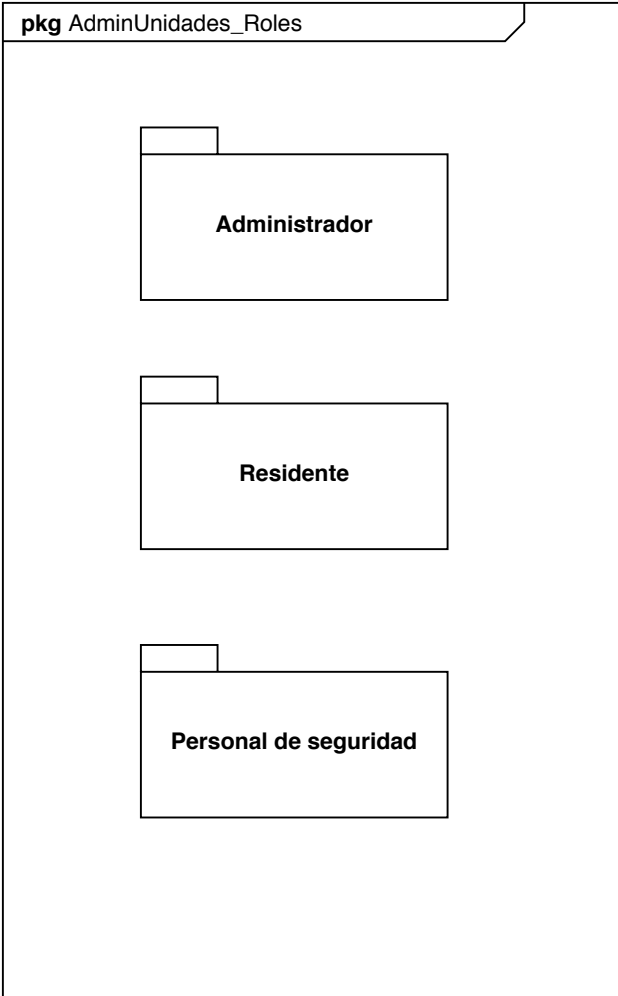 pkg AdminUnidades_Roles
Administrador
Residente
Personal de seguridad